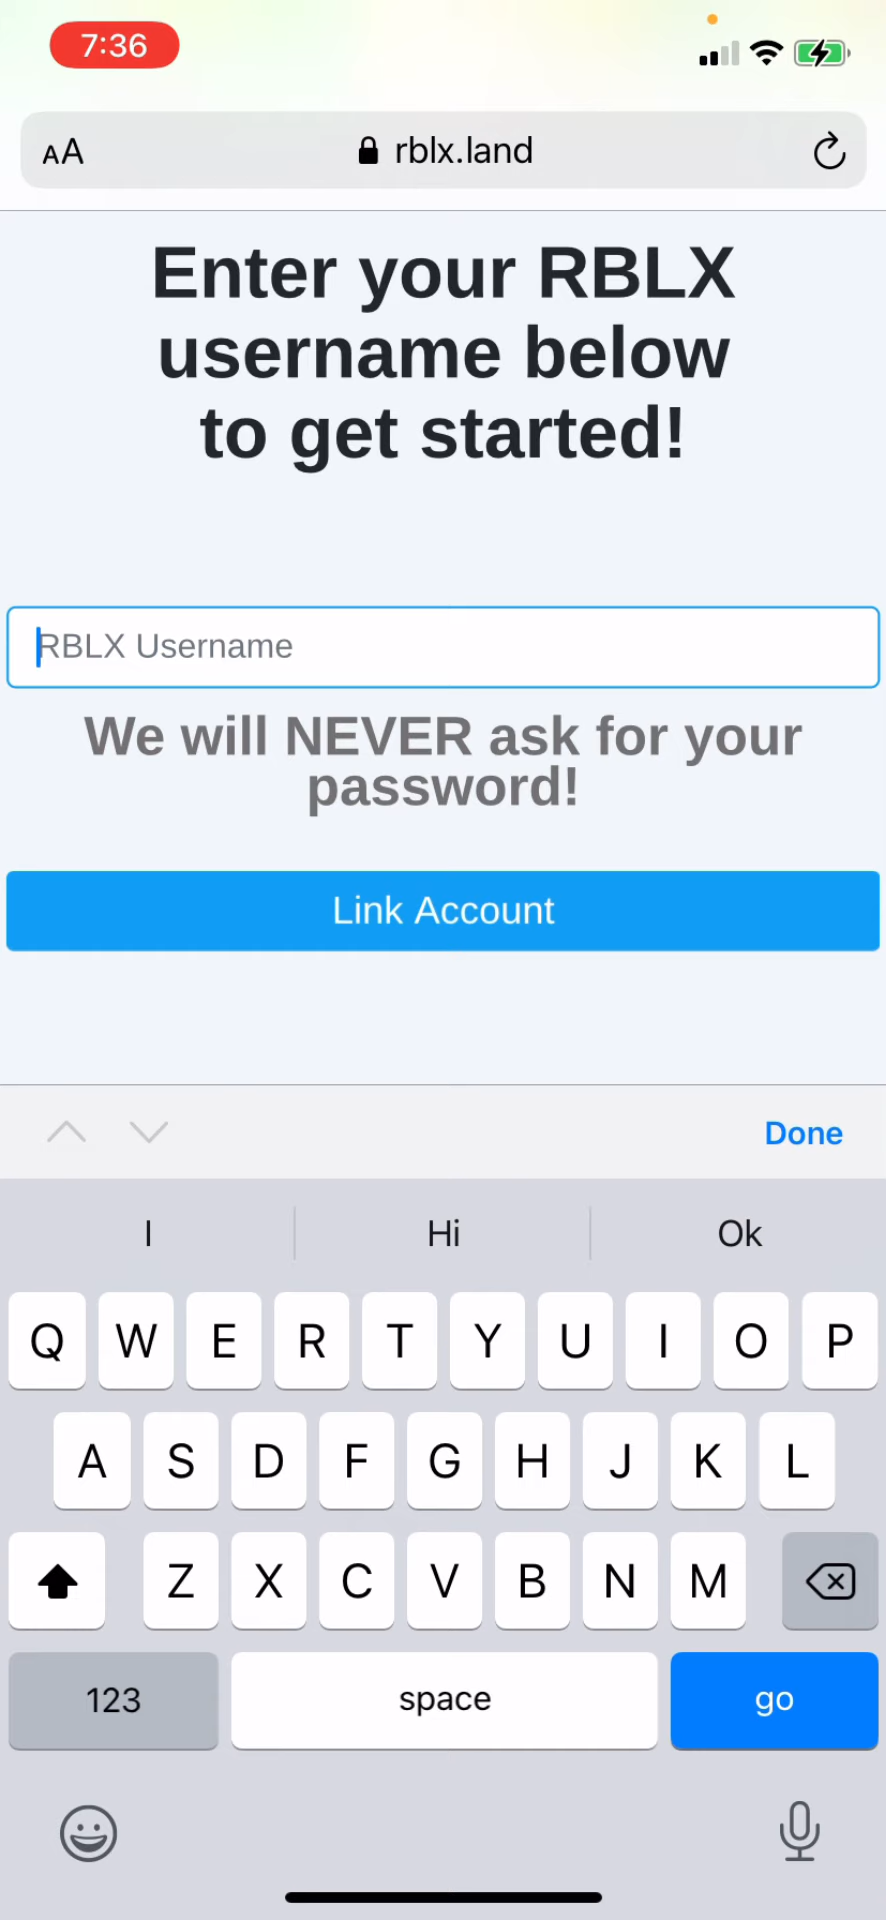 7:36
AA rblx.land
Enter your RBLX
username below
to get started!
RBLX Username
We will NEVER ask for your
password!
Link Account
Done
I Hi Ok
Q W E R T Y U I O P
A S D F G H J K L
Z X C V B N M
123 space go